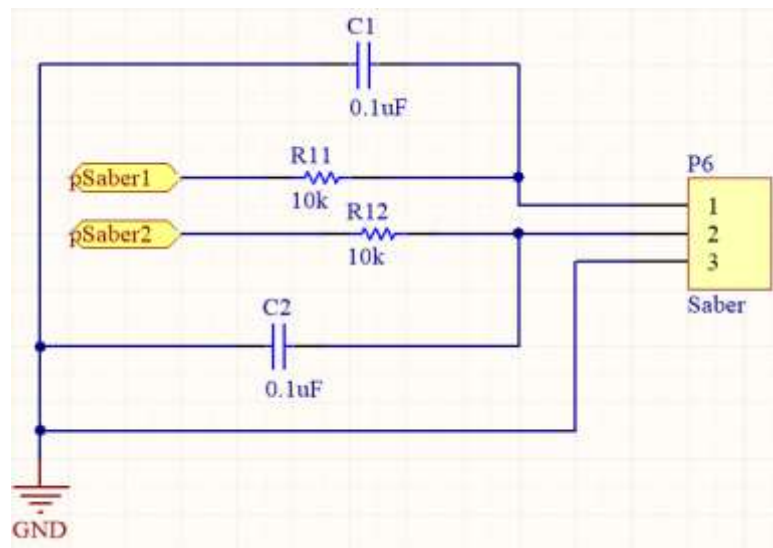 C1
0.1uF
R11
pSaber1
10k
P6
R12
pSaber2
10k
1
2
3
Saber
C2
0.1uF
GND